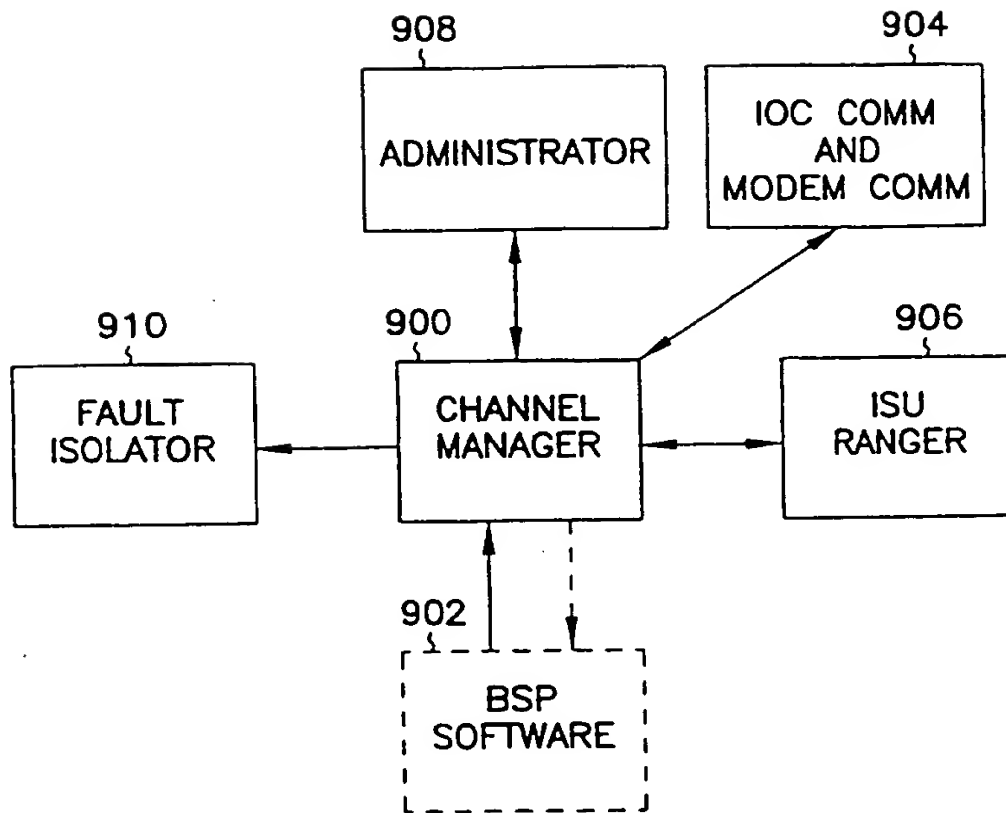 908
904
ADMINISTRATOR
IOC COMM
AND
MODEM COMM
910
900
906
FAULT
ISOLATOR
CHANNEL
MANAGER
ISU
RANGER
902
BSP
SOFTWARE